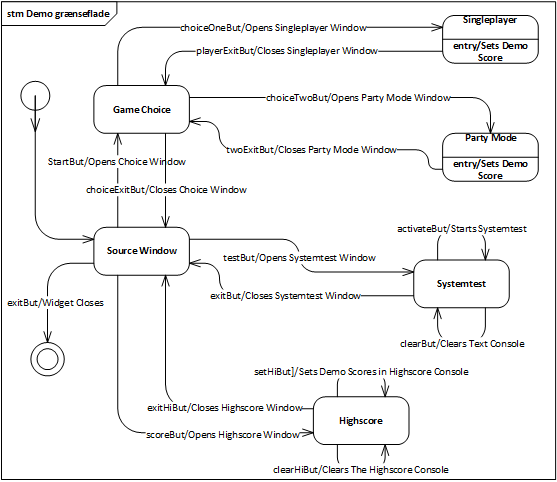 stm Demo grænseflade
choiceOneBut/Opens Singleplayer Window
Singleplayer
entry/Sets Demo
Score
playerExitBut/Closes Singleplayer Window
Game Choice
choiceTwoBut/Opens Party Mode Window
Party Mode
entry/Sets Demo
Score
twoExitBut/Closes Party Mode Window
StartBut/Opens Choice Window
choiceExitBut/Closes Choice Window
Source Window
activateBut/Starts Systemtest
testBut/Opens Systemtest Window
Systemtest
exitBut/Closes Systemtest Window
exitBut/Widget Closes
clearBut/Clears Text Console
setHiBut]/Sets Demo Scores in Highscore Console
exitHiBut/Closes Highscore Window
Highscore
scoreBut/Opens Highscore Window
clearHiBut/Clears The Highscore Console